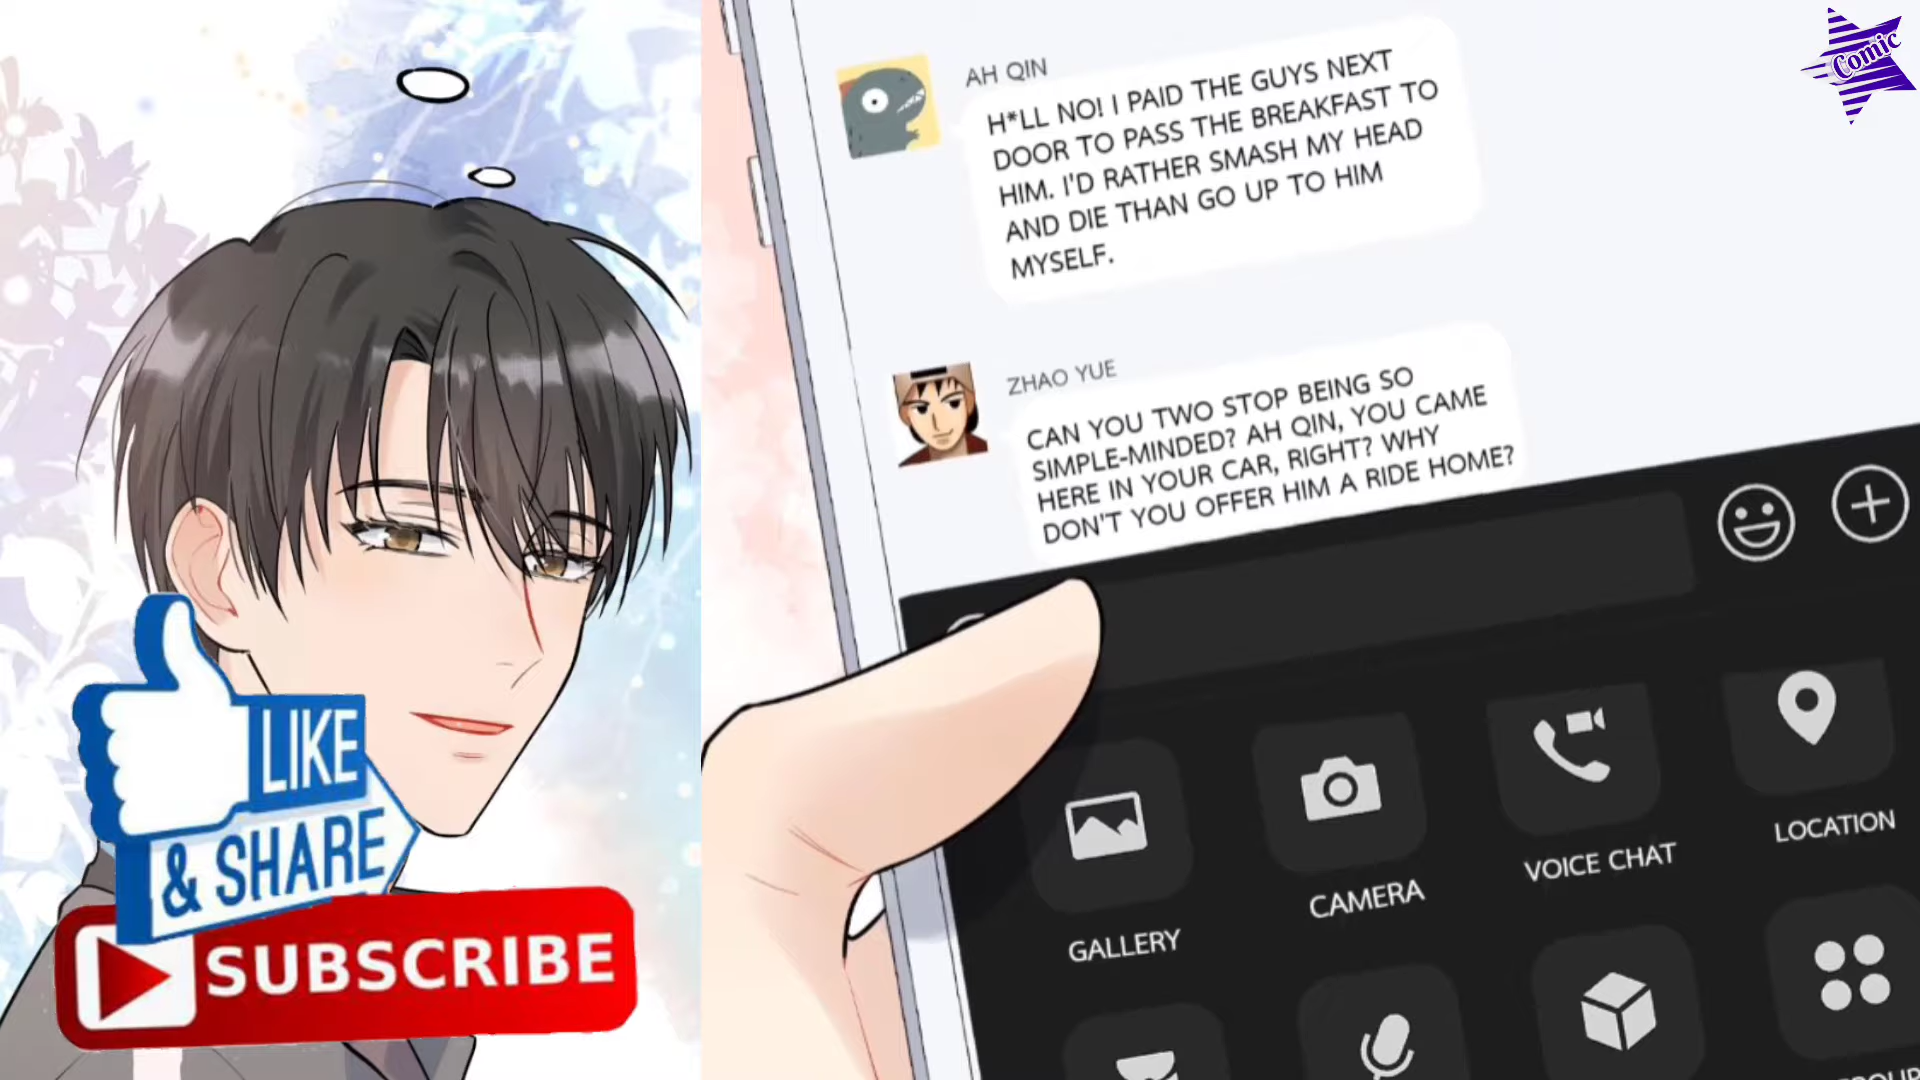 Comic
AH QIN
H*LL NO! I PAID THE GUYS NEXT
DOOR TO PASS THE BREAKFAST TO
HIM. I'D RATHER SMASH MY HEAD
AND DIE THAN GO UP TO HIM
MYSELF.
ZHAO YUE
CAN YOU TWO STOP BEING SO
SIMPLE-MINDED? AH QIN, YOU CAME
HERE IN YOUR CAR, RIGHT? WHY
DON'T YOU OFFER HIM A RIDE HOME?
LIKE
& SHARE
SUBSCRIBE
GALLERY
CAMERA
VOICE CHAT
LOCATION